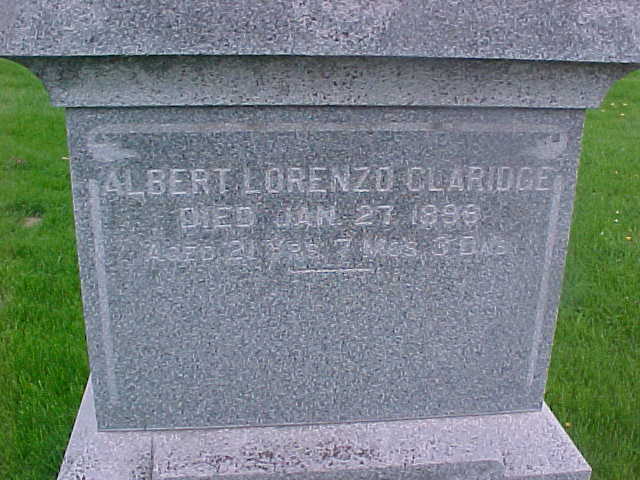 ALBERT LORENZO CLARIDGE
DIED JAN. 27. 1896
AGED 21 YRS. 7 MOS. 3 DAS.